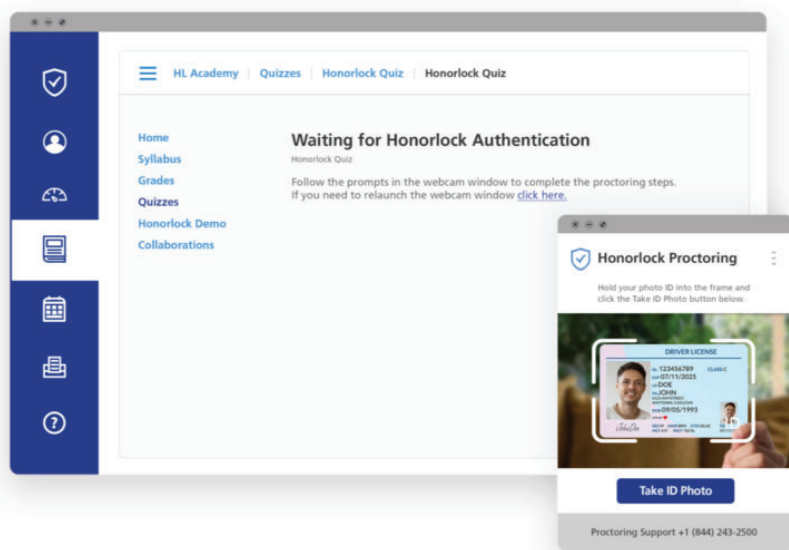 HL Academy | Quizzes | Honorlock Quiz | Honorlock Quiz
Home
Syllabus
Grades
Quizzes
Honorlock Demo
Collaborations
Waiting for Honorlock Authentication
Honorlock Quiz
Follow the prompts in the webcam window to complete the proctoring steps.
If you need to relaunch the webcam window click here.
Honorlock Proctoring
Hold your photo ID into the frame and
click the Take ID Photo button below.
DRIVER LICENSE
123456789 CLASS C
07/11/2025
DOE
JOHN
09/05/1993
John Doe
Take ID Photo
Proctoring Support +1 (844) 243-2500